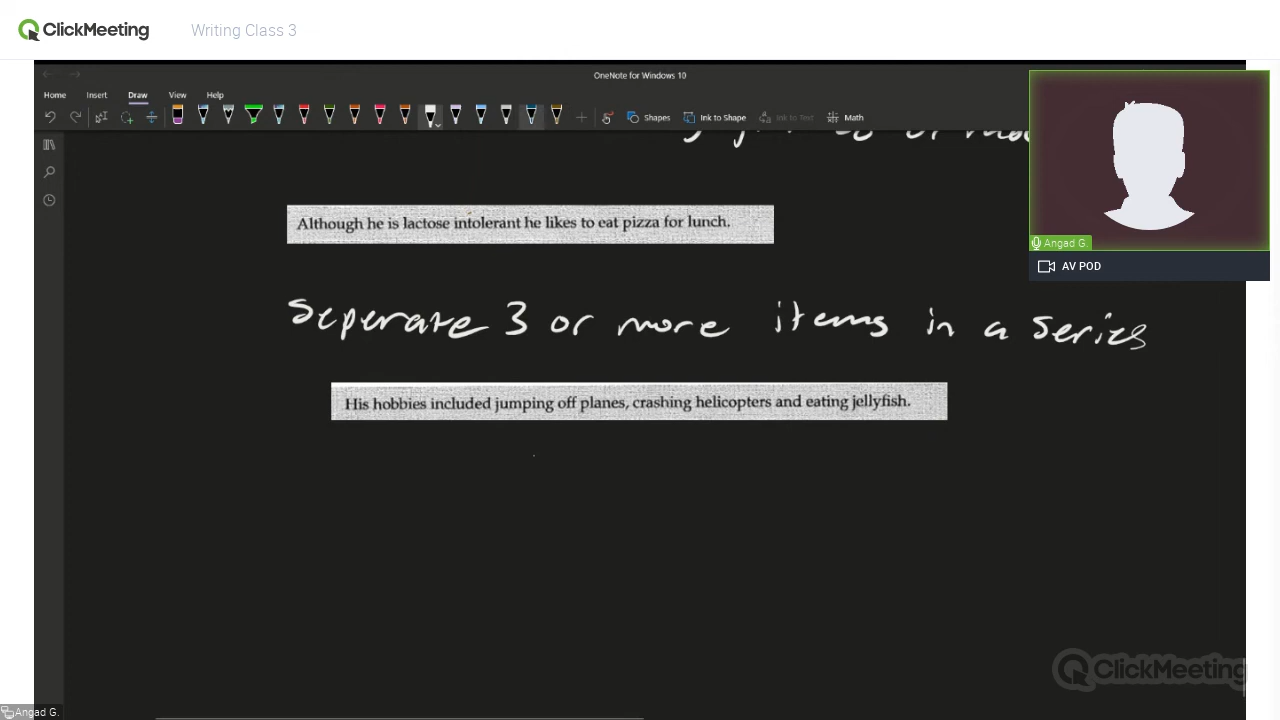 ClickMeeting Writing Class 3
OneNote for Windows 10
Home Insert Draw View Help
Shapes Ink to Shape Ink to Text Math
Although he is lactose intolerant he likes to eat pizza for lunch.
Angad G.
AV POD
Seperate 3 or more items in a series
His hobbies included jumping off planes, crashing helicopters and eating jellyfish.
ClickMeeting
Angad G.